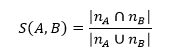 S(A, B) = |n_A ∩ n_B| / |n_A ∪ n_B|